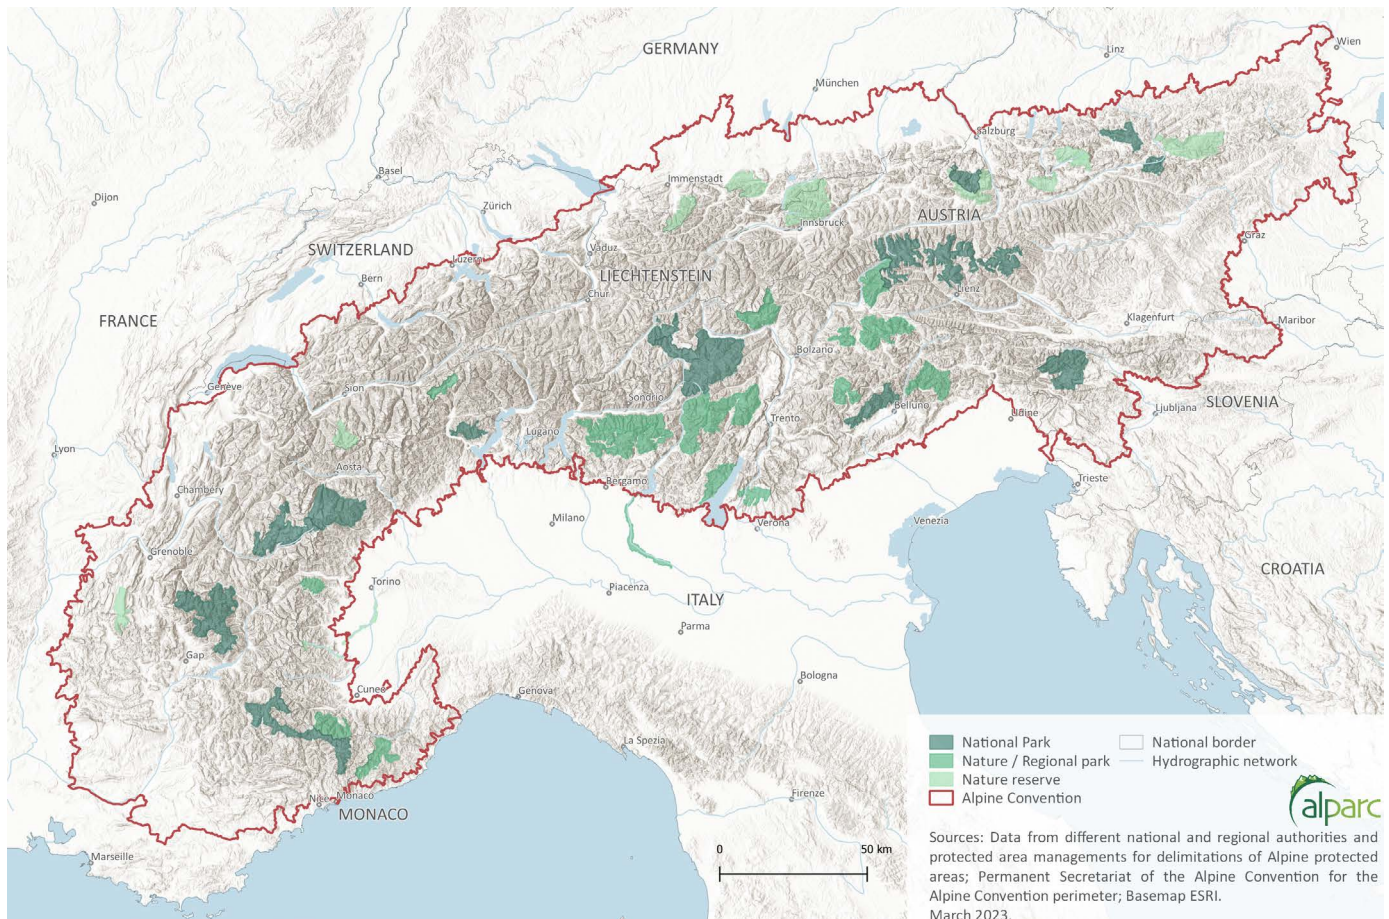 GERMANY
Linz
Wien
München
Salzburg
Basel
Immenstadt
Dijon
Zürich
Innsbruck
AUSTRIA
Graz
SWITZERLAND
Vaduz
Luzern
LIECHTENSTEIN
Bern
Chur
Lienz
FRANCE
Klagenfurt
Maribor
Bolzano
Genève
Sion
Sondrio
Belluno
SLOVENIA
Trento
Udine
Ljubljana
Lugano
Lyon
Aosta
Bergamo
Trieste
Chambery
Milano
Verona
Venezia
Grenoble
Torino
Piacenza
ITALY
CROATIA
Parma
Gap
Cuneo
Genova
Bologna
La Spezia
Nice
Monaco
MONACO
Firenze
Marseille
National Park
National border
Nature / Regional park
Hydrographic network
Nature reserve
Alpine Convention
alparc
0
50 km
Sources: Data from different national and regional authorities and
protected area managements for delimitations of Alpine protected
areas; Permanent Secretariat of the Alpine Convention for the
Alpine Convention perimeter; Basemap ESRI.
March 2023.